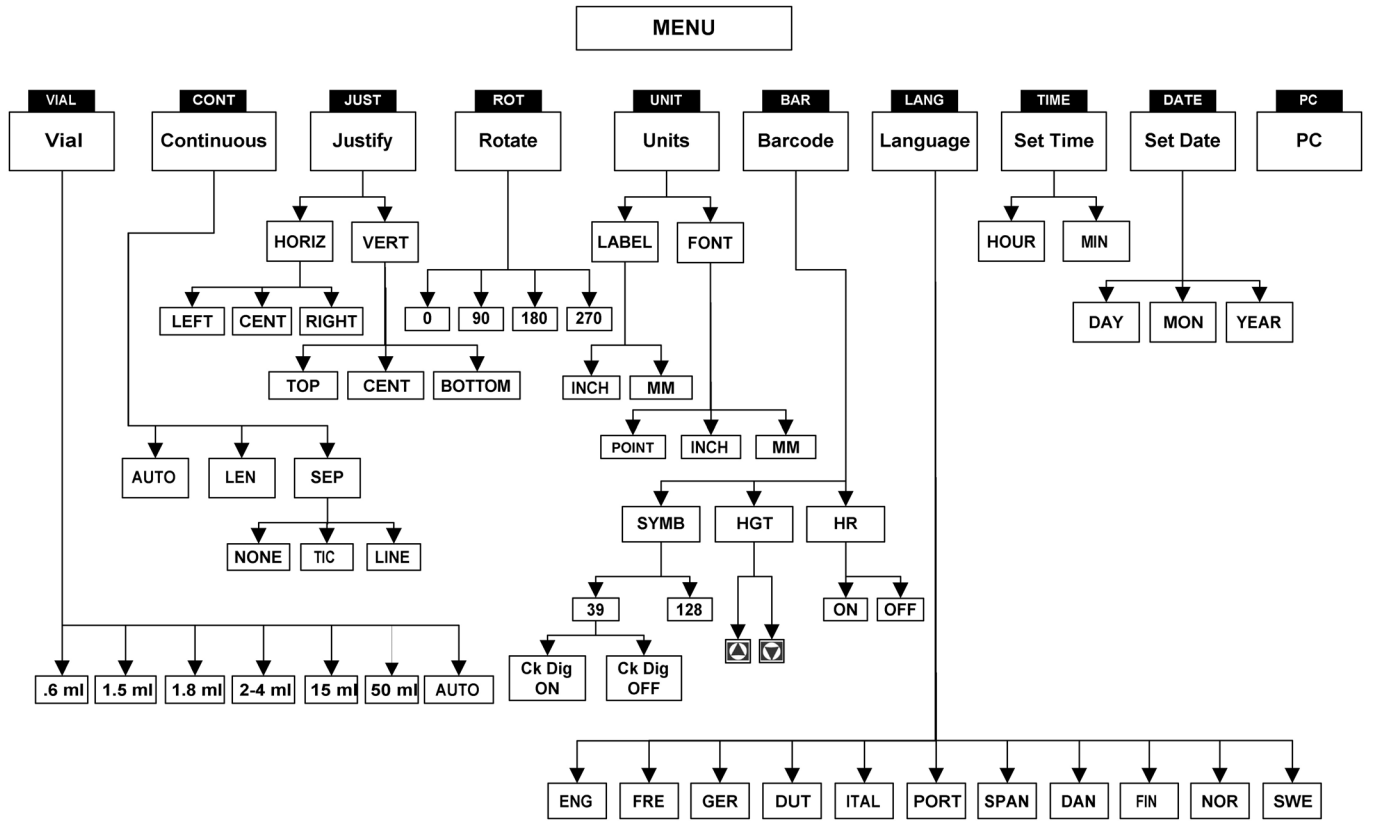 MENU
VIAL
CONT
JUST
ROT
UNIT
BAR
LANG
TIME
DATE
PC
Vial
Continuous
Justify
Rotate
Units
Barcode
Language
Set Time
Set Date
PC
HORIZ
VERT
LABEL
FONT
HOUR
MIN
LEFT
CENT
RIGHT
0
90
180
270
DAY
MON
YEAR
TOP
CENT
BOTTOM
INCH
MM
POINT
INCH
MM
AUTO
LEN
SEP
SYMB
HGT
HR
NONE
TIC
LINE
39
128
ON
OFF
Ck Dig
ON
Ck Dig
OFF
.6 ml
1.5 ml
1.8 ml
2-4 ml
15 ml
50 ml
AUTO
ENG
FRE
GER
DUT
ITAL
PORT
SPAN
DAN
FIN
NOR
SWE